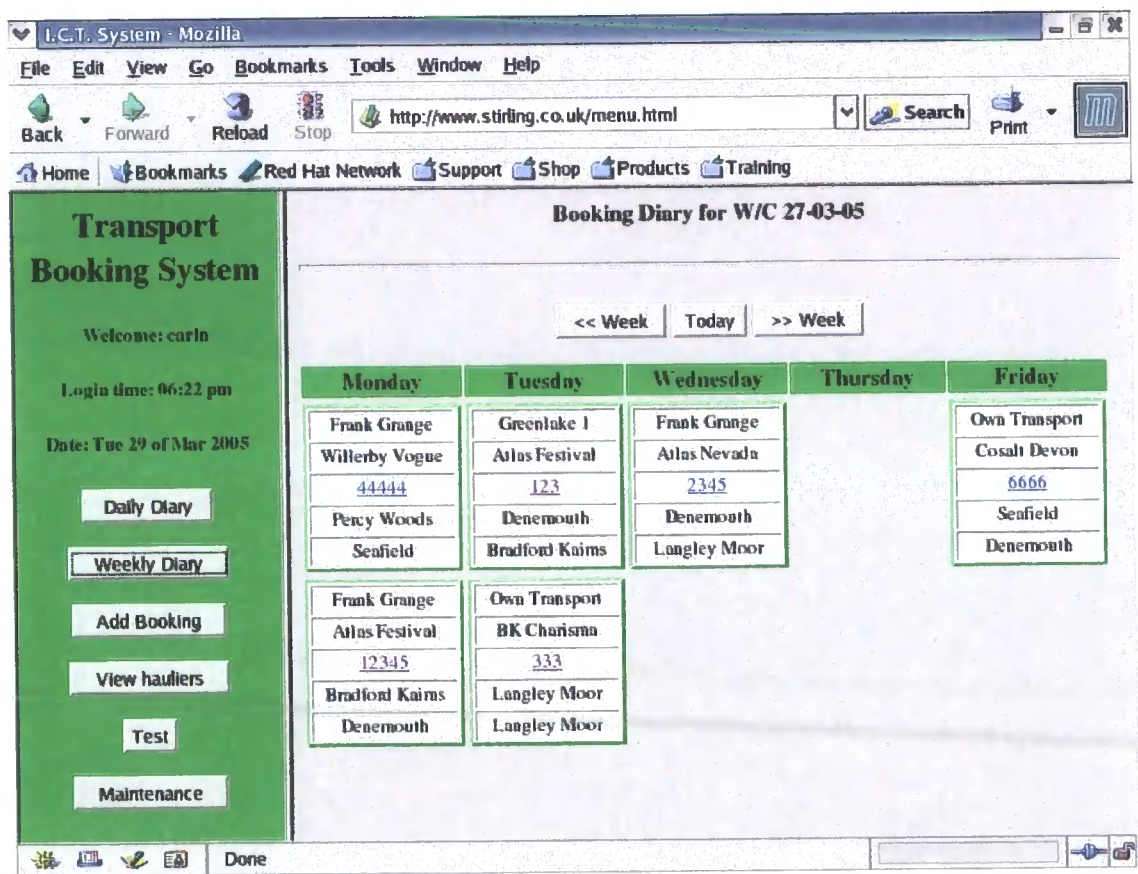 I.C.T. System - Mozilla
File Edit View Go Bookmarks Tools Window Help
Back Forward Reload Stop http://www.stirling.co.uk/menu.html Search Print
Home Bookmarks Red Hat Network Support Shop Products Training
Transport
Booking System
Welcome: carln
Login time: 06:22 pm
Date: Tue 29 of Mar 2005
Daily Diary
Weekly Diary
Add Booking
View hauliers
Test
Maintenance
Booking Diary for W/C 27-03-05
<< Week Today >> Week
Monday Tuesday Wednesday Thursday Friday
Frank Grange
Willerby Vogue
44444
Percy Woods
Seafield
Frank Grange
Atlas Festival
12345
Bradford Kaims
Denemouth
Greenlake 1
Atlas Festival
123
Denemouth
Bradford Kaims
Own Transport
BK Charisma
333
Langley Moor
Langley Moor
Frank Grange
Atlas Nevada
2345
Denemouth
Langley Moor
Own Transport
Cosalt Devon
6666
Seafield
Denemouth
Done